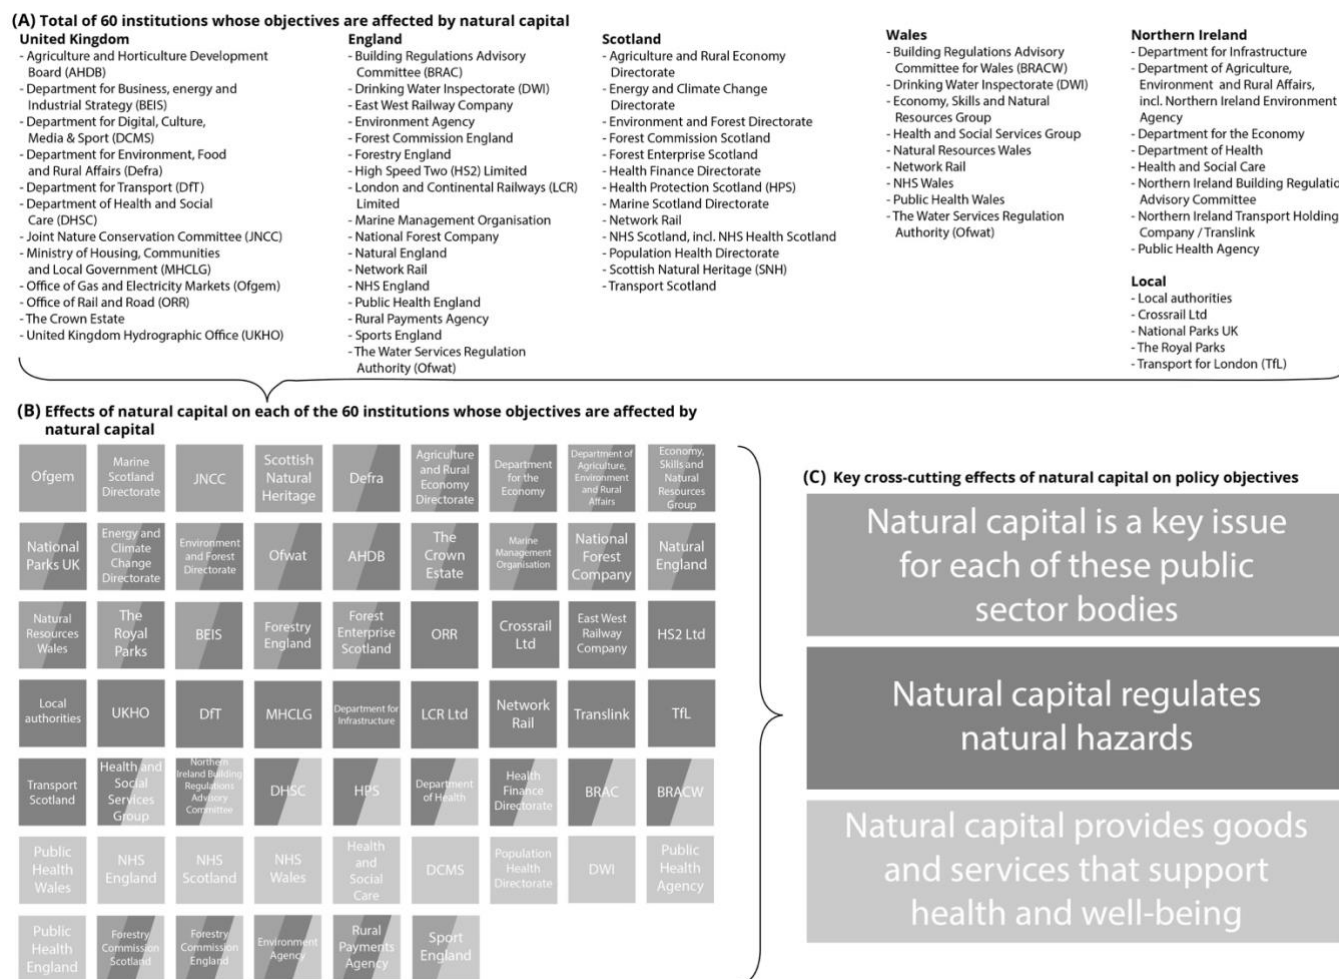 (A) Total of 60 institutions whose objectives are affected by natural capital
United Kingdom
- Agriculture and Horticulture Development
Board (AHDB)
- Department for Business, energy and
Industrial Strategy (BEIS)
- Department for Digital, Culture,
Media & Sport (DCMS)
- Department for Environment, Food
and Rural Affairs (Defra)
- Department for Transport (DfT)
- Department of Health and Social
Care (DHSC)
- Joint Nature Conservation Committee (JNCC)
- Ministry of Housing, Communities
and Local Government (MHCLG)
- Office of Gas and Electricity Markets (Ofgem)
- Office of Rail and Road (ORR)
- The Crown Estate
- United Kingdom Hydrographic Office (UKHO)
England
- Building Regulations Advisory
Committee (BRAC)
- Drinking Water Inspectorate (DWI)
- East West Railway Company
- Environment Agency
- Forest Commission England
- Forestry England
- High Speed Two (HS2) Limited
- London and Continental Railways (LCR)
Limited
- Marine Management Organisation
- National Forest Company
- Natural England
- Network Rail
- NHS England
- Public Health England
- Rural Payments Agency
- Sports England
- The Water Services Regulation
Authority (Ofwat)
Scotland
- Agriculture and Rural Economy
Directorate
- Energy and Climate Change
Directorate
- Environment and Forest Directorate
- Forest Commission Scotland
- Forest Enterprise Scotland
- Health Finance Directorate
- Health Protection Scotland (HPS)
- Marine Scotland Directorate
- Network Rail
- NHS Scotland, incl. NHS Health Scotland
- Population Health Directorate
- Scottish Natural Heritage (SNH)
- Transport Scotland
Wales
- Building Regulations Advisory
Committee for Wales (BRACW)
- Drinking Water Inspectorate (DWI)
- Economy, Skills and Natural
Resources Group
- Health and Social Services Group
- Natural Resources Wales
- Network Rail
- NHS Wales
- Public Health Wales
- The Water Services Regulation
Authority (Ofwat)
Northern Ireland
- Department for Infrastructure
- Department of Agriculture,
Environment and Rural Affairs,
incl. Northern Ireland Environment
Agency
- Department for the Economy
- Department of Health
- Health and Social Care
- Northern Ireland Building Regulatio
Advisory Committee
- Northern Ireland Transport Holding
Company / Translink
- Public Health Agency
Local
- Local authorities
- Crossrail Ltd
- National Parks UK
- The Royal Parks
- Transport for London (TfL)
(B) Effects of natural capital on each of the 60 institutions whose objectives are affected by
natural capital
Ofgem
Marine
Scotland
Directorate
JNCC
Scottish
Natural
Heritage
Defra
Agriculture
and Rural
Economy
Directorate
Department
for the
Economy
Department of
Agriculture,
Environment
and Rural
Affairs
Economy,
Skills and
Natural
Resources
Group
National
Parks UK
Energy and
Climate
Change
Directorate
Environment
and Forest
Directorate
Ofwat
AHDB
The
Crown
Estate
Marine
Management
Organisation
National
Forest
Company
Natural
England
Natural
Resources
Wales
The
Royal
Parks
BEIS
Forestry
England
Forest
Enterprise
Scotland
ORR
Crossrail
Ltd
East West
Railway
Company
HS2 Ltd
Local
authorities
UKHO
DfT
MHCLG
Department for
Infrastructure
LCR Ltd
Network
Rail
Translink
TfL
Transport
Scotland
Health and
Social
Services
Group
Northern
Ireland Building
Regulations
Advisory
Committee
DHSC
HPS
Department
of Health
Health
Finance
Directorate
BRAC
BRACW
Public
Health
Wales
NHS
England
NHS
Scotland
NHS
Wales
Health
and
Social
Care
DCMS
Population
Health
Directorate
DWI
Public
Health
Agency
Public
Health
England
Forestry
Commission
Scotland
Forestry
Commission
England
Environment
Agency
Rural
Payments
Agency
Sport
England
(C) Key cross-cutting effects of natural capital on policy objectives
Natural capital is a key issue
for each of these public
sector bodies
Natural capital regulates
natural hazards
Natural capital provides goods
and services that support
health and well-being